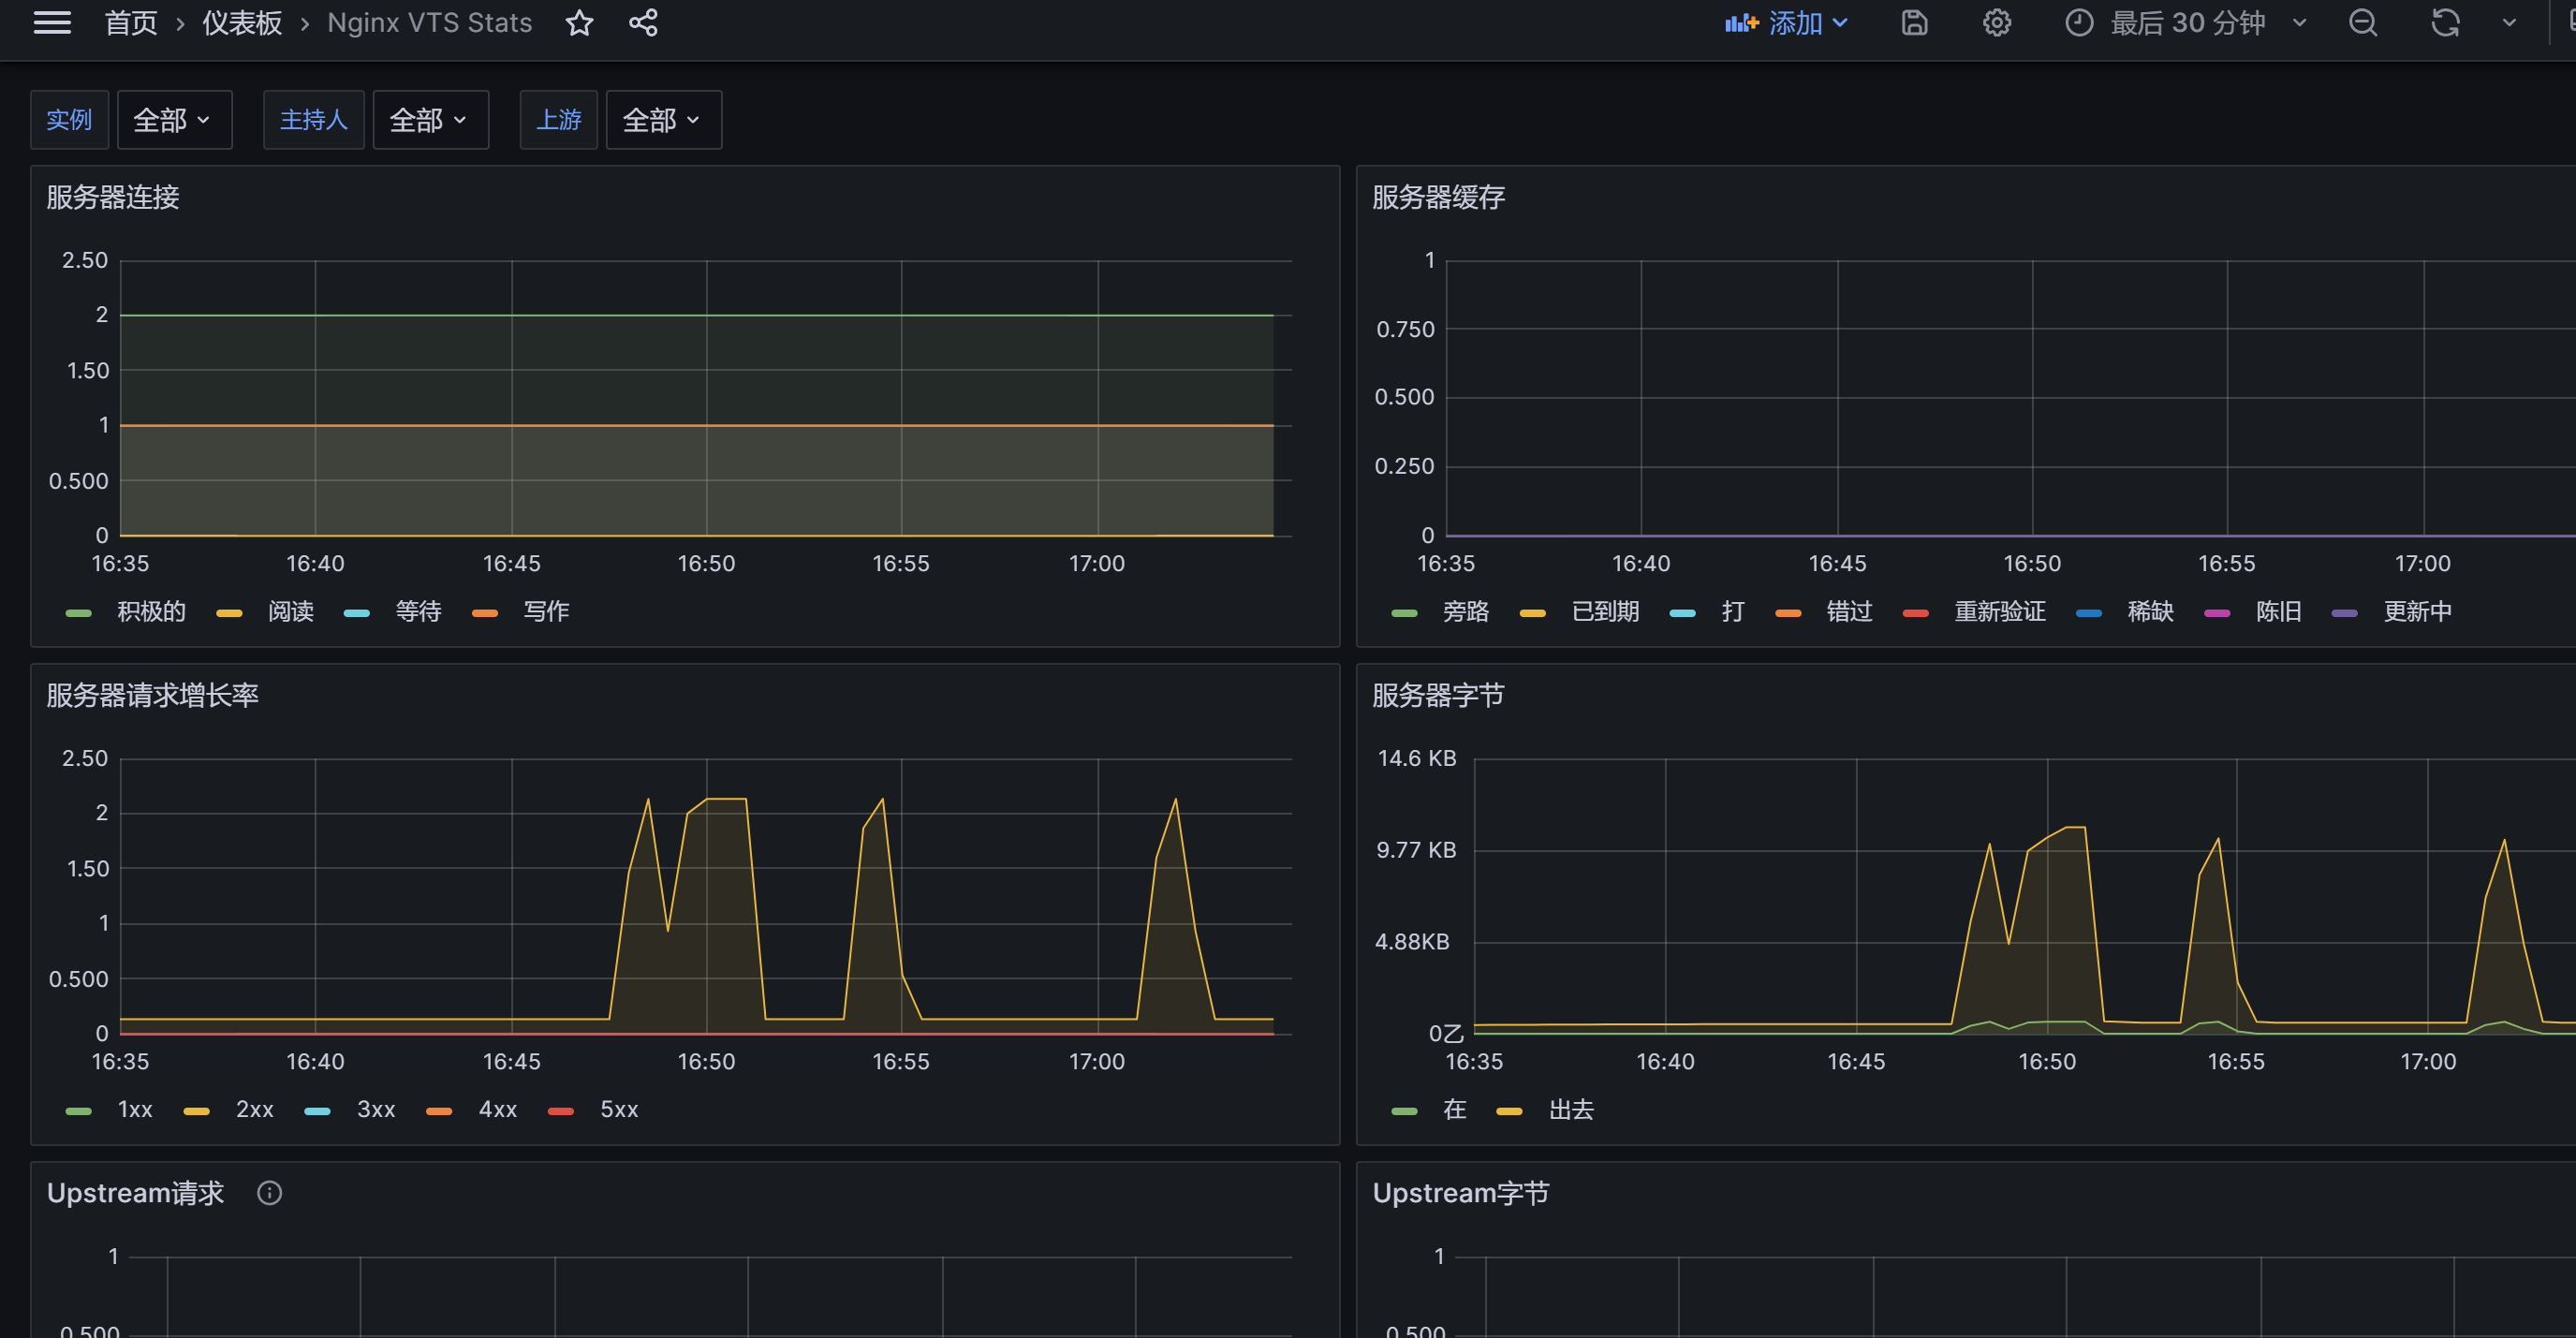 首页 › 仪表板 › Nginx VTS Stats 添加 最后 30 分钟
实例 全部 主持人 全部 上游 全部
服务器连接
2.50
2
1.50
1
0.500
0
16:35 16:40 16:45 16:50 16:55 17:00
积极的 阅读 等待 写作
服务器缓存
1
0.750
0.500
0.250
0
16:35 16:40 16:45 16:50 16:55 17:00
旁路 已到期 打 错过 重新验证 稀缺 陈旧 更新中
服务器请求增长率
2.50
2
1.50
1
0.500
0
16:35 16:40 16:45 16:50 16:55 17:00
1xx 2xx 3xx 4xx 5xx
服务器字节
14.6 KB
9.77 KB
4.88KB
0乙
16:35 16:40 16:45 16:50 16:55 17:00
在 出去
Upstream请求
1
0.500
Upstream字节
1
0.500